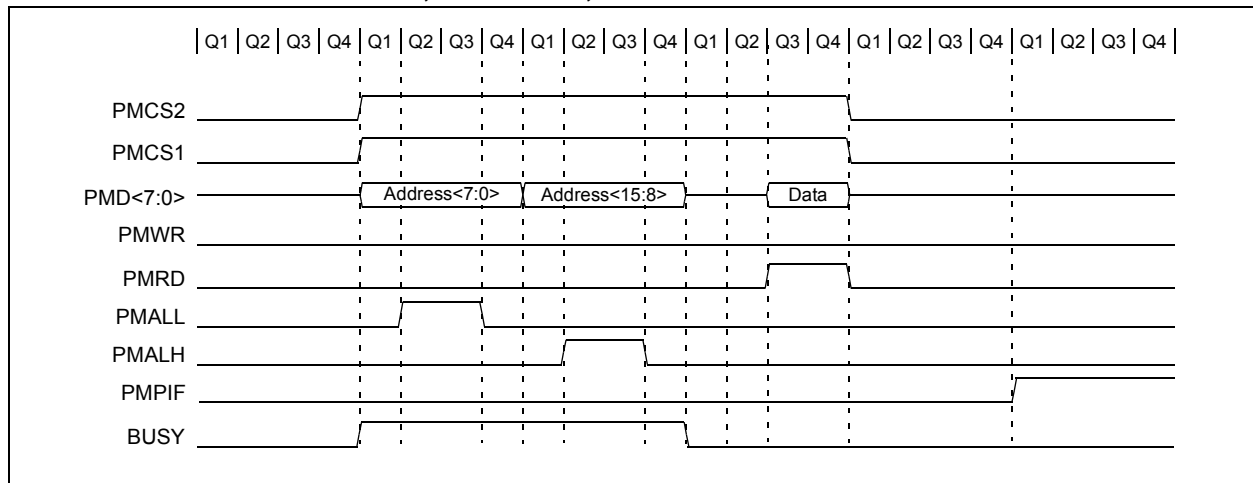 Q1 Q2 Q3 Q4 Q1 Q2 Q3 Q4 Q1 Q2 Q3 Q4 Q1 Q2 Q3 Q4 Q1 Q2 Q3 Q4 Q1 Q2 Q3 Q4
PMCS2
PMCS1
PMD<7:0> Address<7:0> Address<15:8> Data
PMWR
PMRD
PMALL
PMALH
PMPIF
BUSY